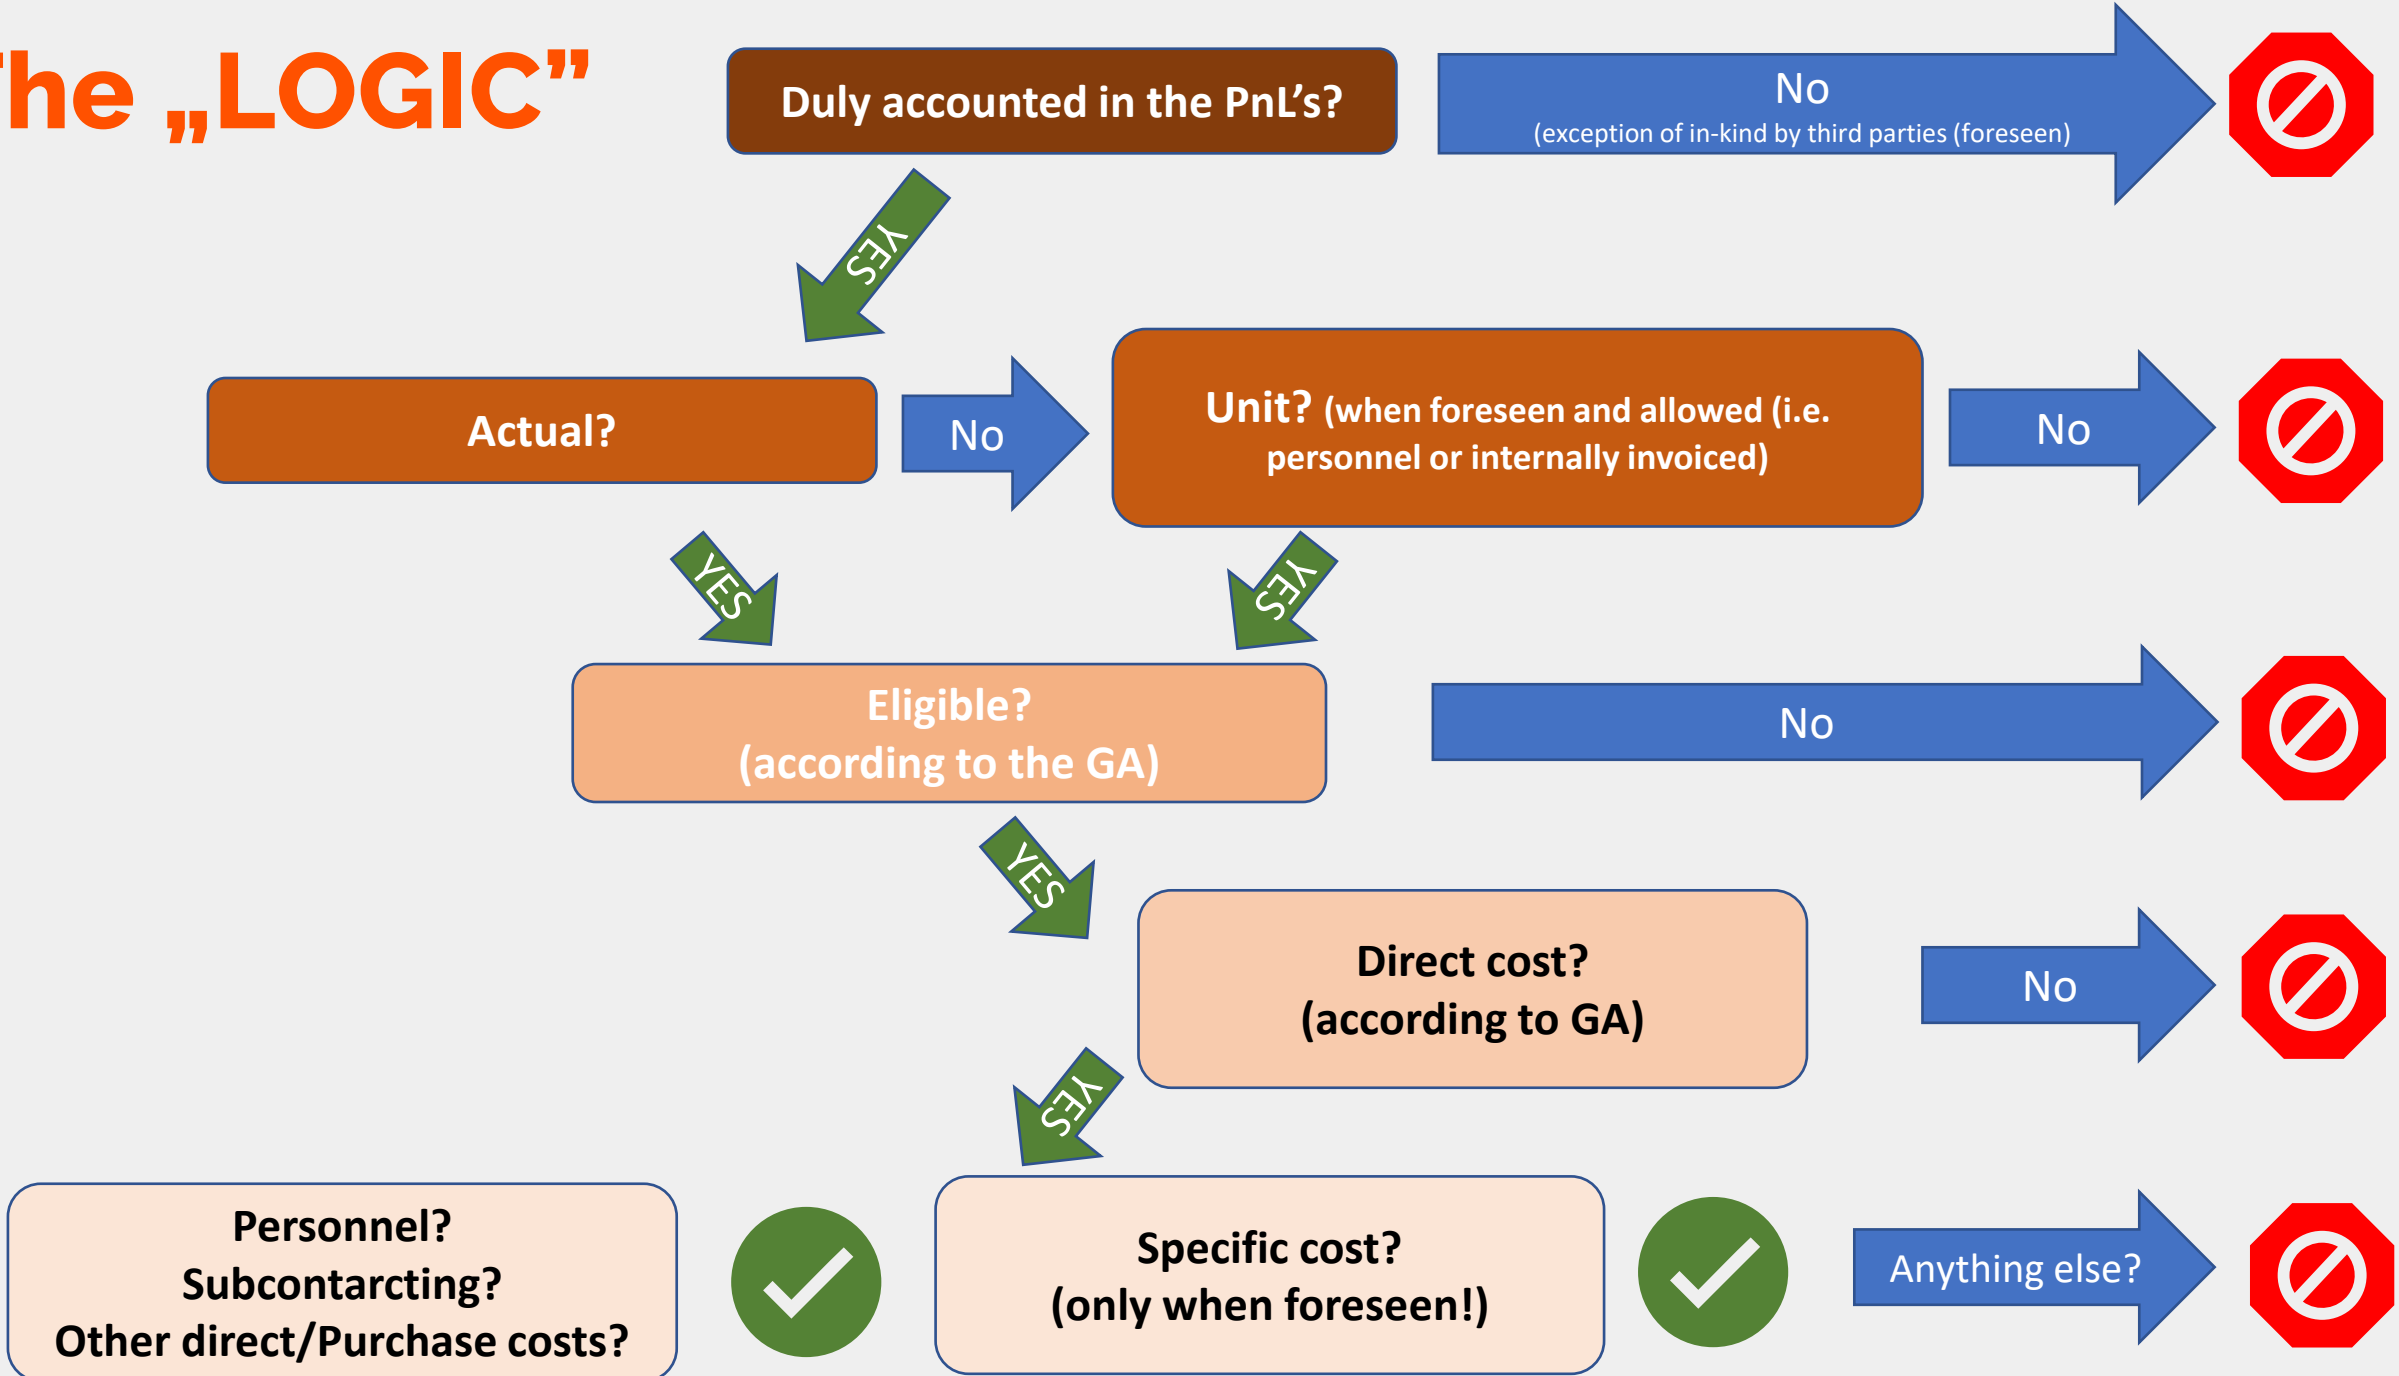 The „LOGIC”
Duly accounted in the PnL's?
No
(exception of in-kind by third parties (foreseen)
YES
Actual?
No
Unit? (when foreseen and allowed (i.e.
personnel or internally invoiced)
No
YES
YES
Eligible?
(according to the GA)
No
YES
Direct cost?
(according to GA)
No
YES
Personnel?
Subcontarcting?
Other direct/Purchase costs?
Specific cost?
(only when foreseen!)
Anything else?